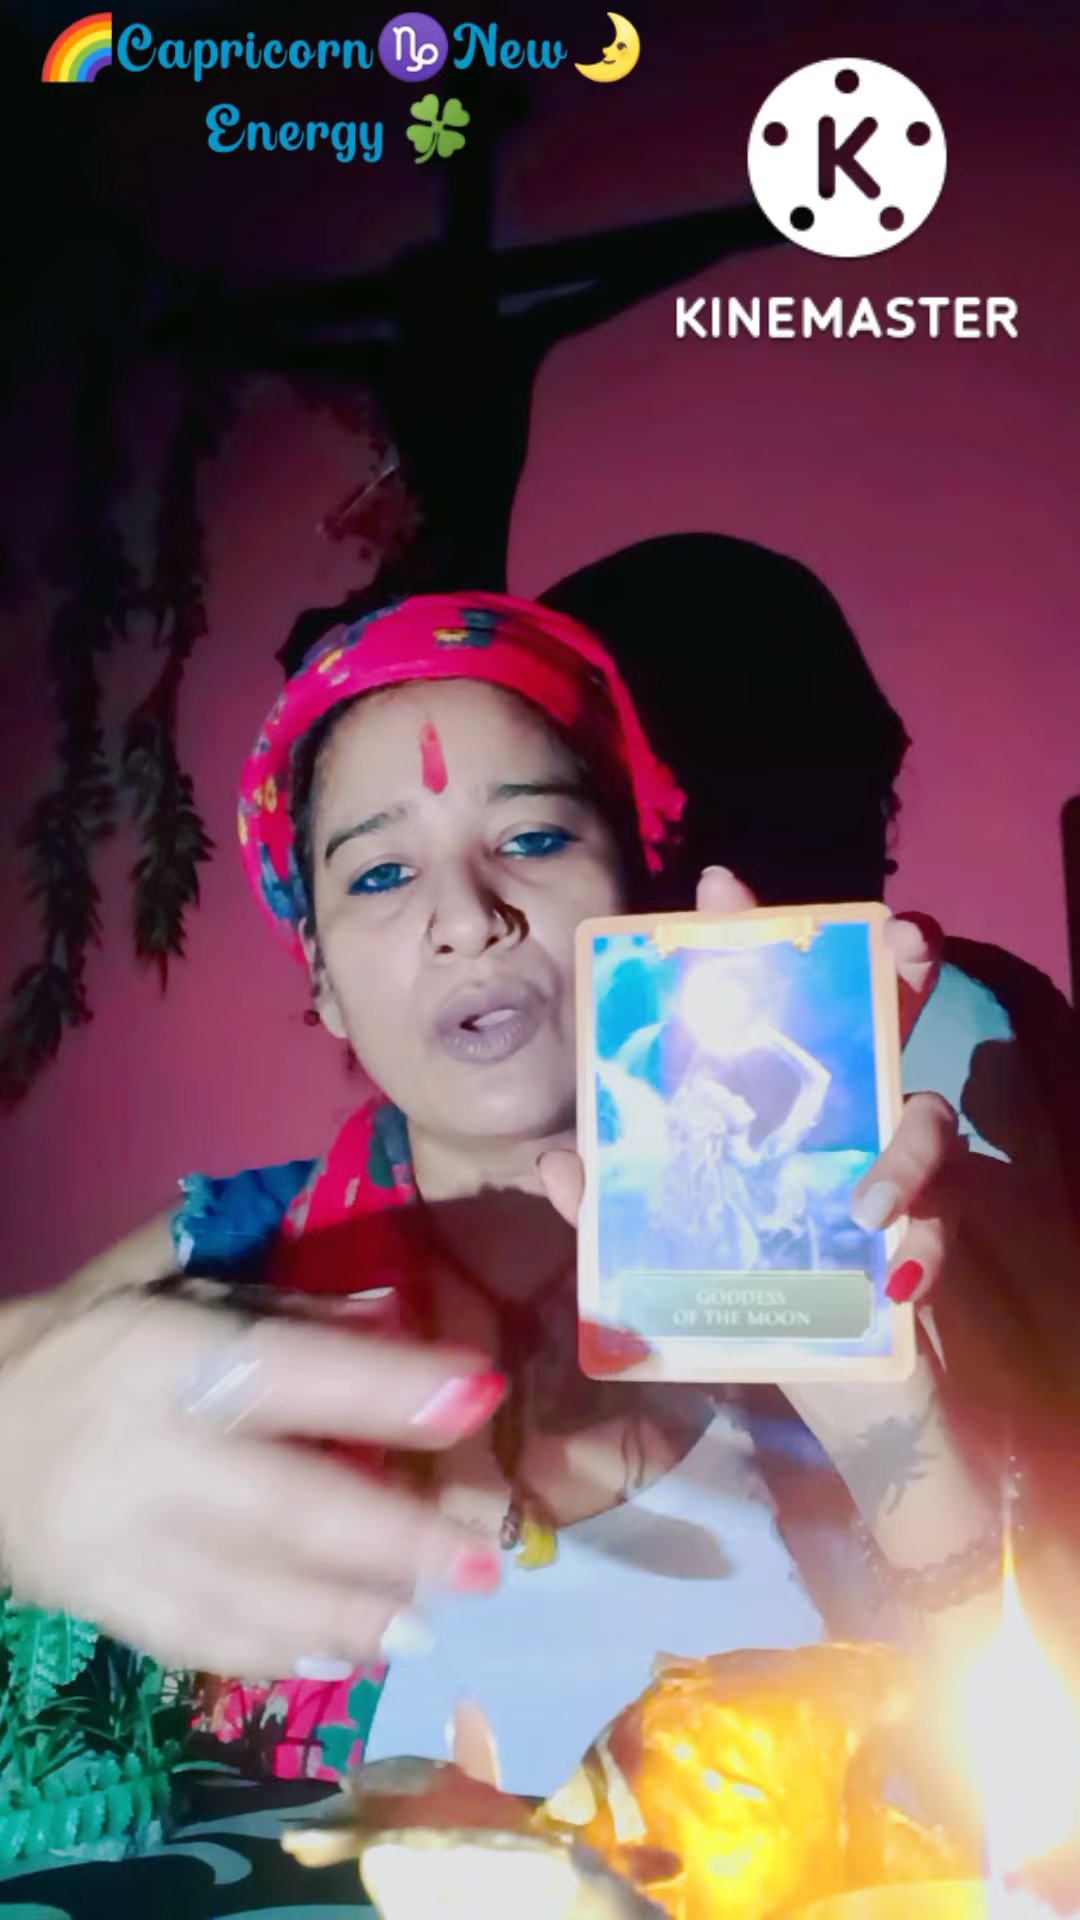 🌈Capricorn♑New🌛
Energy 🍀
K
KINEMASTER
GODDESS
OF THE MOON